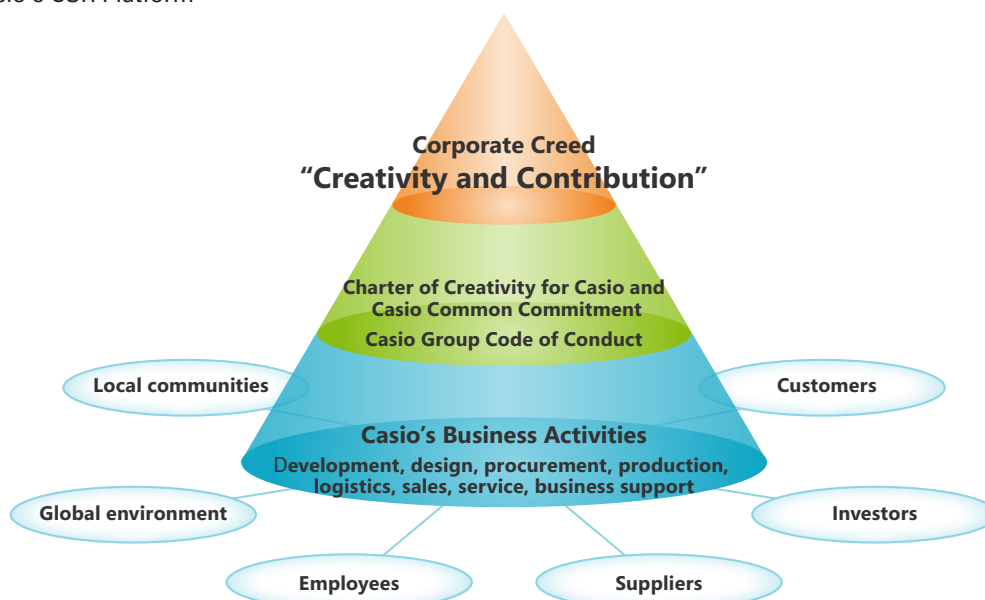 Corporate Creed
“Creativity and Contribution”
Charter of Creativity for Casio and
Casio Common Commitment
Casio Group Code of Conduct
Local communities
Customers
Casio’s Business Activities
Development, design, procurement, production,
logistics, sales, service, business support
Global environment
Investors
Employees
Suppliers